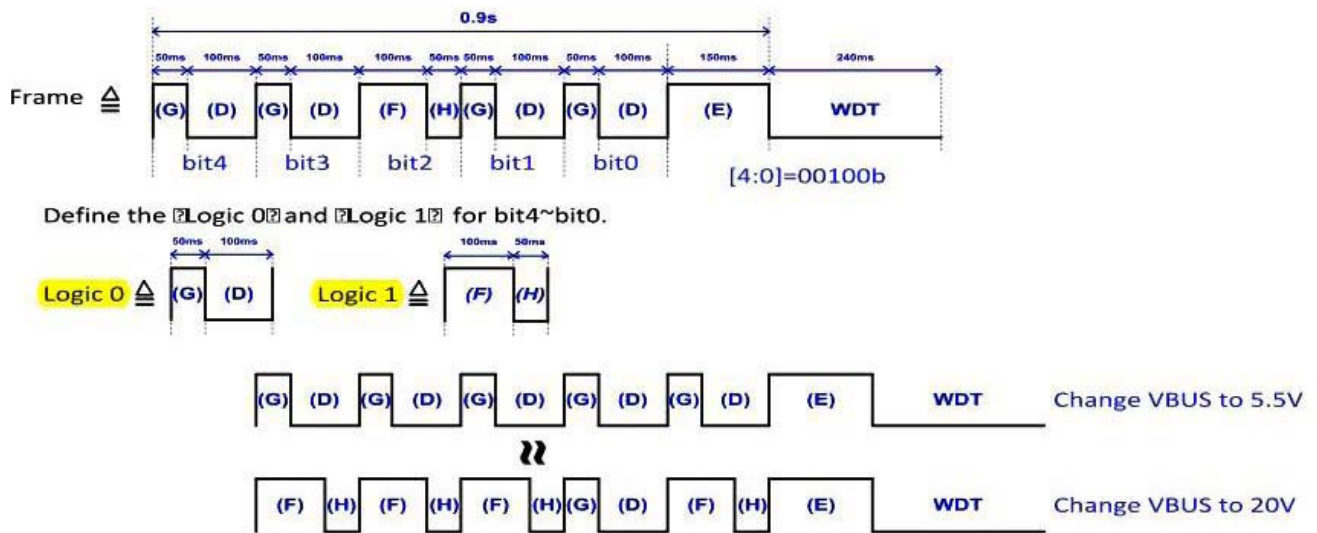 0.9s
50ms 100ms 50ms 100ms 100ms 50ms 50ms 100ms 50ms 100ms 150ms 240ms
Frame ≜ (G) (D) (G) (D) (F) (H) (G) (D) (G) (D) (E) WDT
bit4 bit3 bit2 bit1 bit0 [4:0]=00100b
Define the ⍰Logic 0⍰ and ⍰Logic 1⍰ for bit4~bit0.
50ms 100ms 100ms 50ms
Logic 0 ≜ (G) (D) Logic 1 ≜ (F) (H)
(G) (D) (G) (D) (G) (D) (G) (D) (G) (D) (E) WDT Change VBUS to 5.5V
(F) (H) (F) (H) (F) (H) (G) (D) (F) (H) (E) WDT Change VBUS to 20V